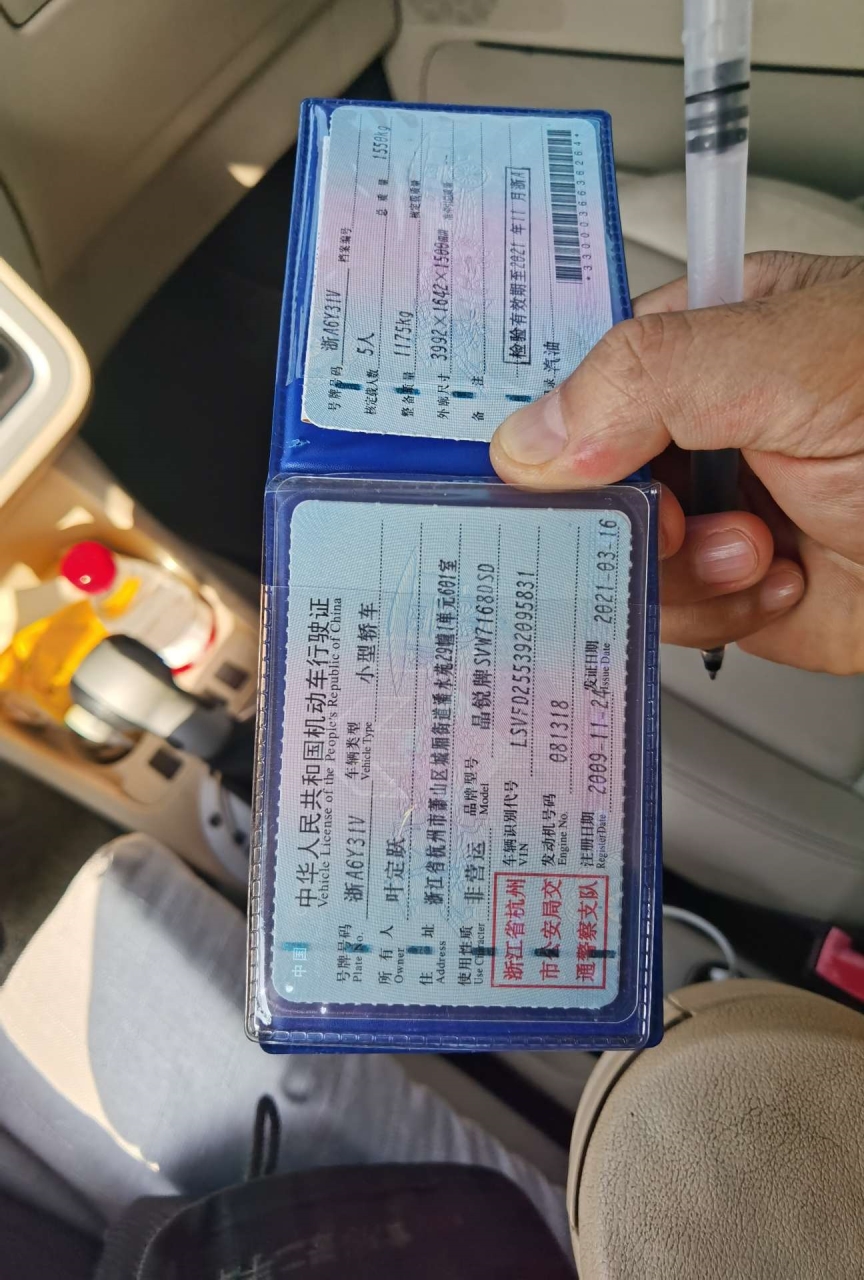 中华人民共和国机动车行驶证
Vehicle License of the People's Republic of China
号牌号码 浙A6Y31V 车辆类型 小型轿车
Plate No. Vehicle Type
所有人 叶定跃
Owner
住址 浙江省杭州市萧山区城厢街道潘水苑29幢1单元601室
Address
使用性质 非营运 品牌型号 晶锐牌SVW7168DSD
Use Character Model
浙江省杭州
市公安局交
通警察支队
车辆识别代号 LSVFD255392095831
VIN
发动机号码 081318
Engine No.
注册日期 2009-11-24 发证日期 2021-03-16
Register Date Issue Date
号牌号码 浙A6Y31V 档案编号
核定载人数 5人 总质量 1550kg
整备质量 1175kg 核定载质量
外廓尺寸 3992×1642×1500mm
备注
检验有效期至2021年11月浙A
录 汽油
*3300036636264*